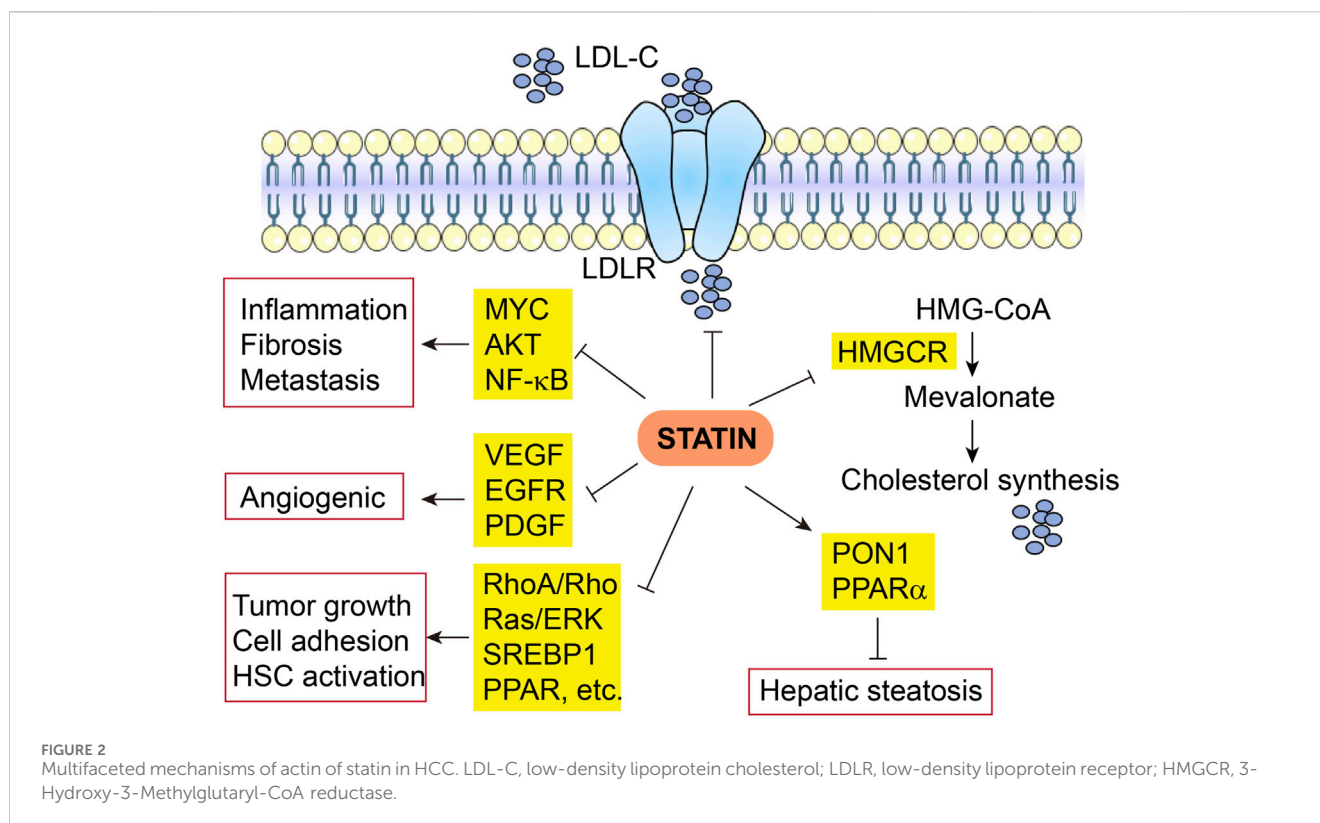 LDL-C
LDLR
Inflammation
Fibrosis
Metastasis
MYC
AKT
NF-κB
HMG-CoA
HMGCR
Mevalonate
Cholesterol synthesis
STATIN
Angiogenic
VEGF
EGFR
PDGF
Tumor growth
Cell adhesion
HSC activation
RhoA/Rho
Ras/ERK
SREBP1
PPAR, etc.
PON1
PPARα
Hepatic steatosis
FIGURE 2
Multifaceted mechanisms of actin of statin in HCC. LDL-C, low-density lipoprotein cholesterol; LDLR, low-density lipoprotein receptor; HMGCR, 3-
Hydroxy-3-Methylglutaryl-CoA reductase.